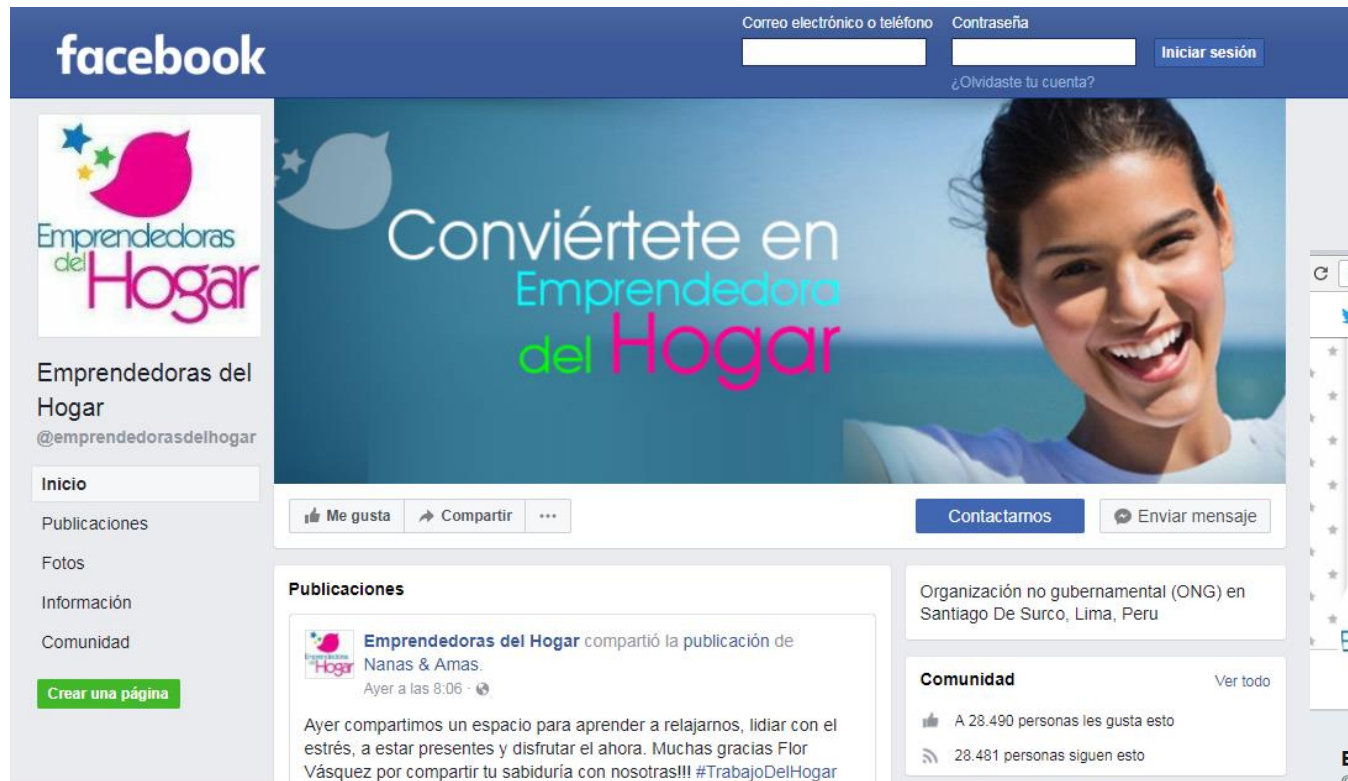 facebook
Correo electrónico o teléfono
Contraseña
Iniciar sesión
¿Olvidaste tu cuenta?
Emprendedoras
del Hogar
Conviértete en
Emprendedora
del Hogar
Emprendedoras del
Hogar
@emprendedorasdelhogar
Inicio
Publicaciones
Fotos
Información
Comunidad
Crear una página
Me gusta
Compartir
Contactarnos
Enviar mensaje
Publicaciones
Emprendedoras del Hogar compartió la publicación de
Nanas & Amas.
Ayer a las 8:06 ·
Ayer compartimos un espacio para aprender a relajarnos, lidiar con el
estrés, a estar presentes y disfrutar el ahora. Muchas gracias Flor
Vásquez por compartir tu sabiduría con nosotras!!! #TrabajoDelHogar
Organización no gubernamental (ONG) en
Santiago De Surco, Lima, Peru
Comunidad
Ver todo
A 28.490 personas les gusta esto
28.481 personas siguen esto